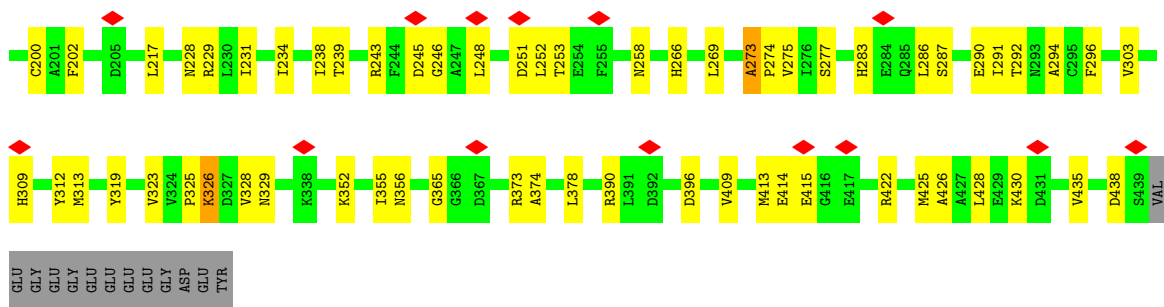 C200 A201 F202 D205 L217 N228 R229 L230 I231 I234 I238 T239 R243 F244 D245 G246 A247 L248 D251 L252 T253 E254 F255 N258 H266 L269 A273 P274 V275 I276 S277 H283 E284 Q285 L286 S287 E290 I291 T292 N293 A294 C295 F296 V303
H309 Y312 M313 Y319 V323 V324 P325 K326 D327 V328 N329 K338 K352 I355 N356 G365 G366 D367 R373 A374 L378 R390 L391 D392 D396 V409 M413 E414 E415 G416 E417 R422 M425 A426 A427 L428 E429 K430 D431 V435 D438 S439 VAL
GLU GLY GLU GLY GLU GLU GLU GLY ASP GLU TYR